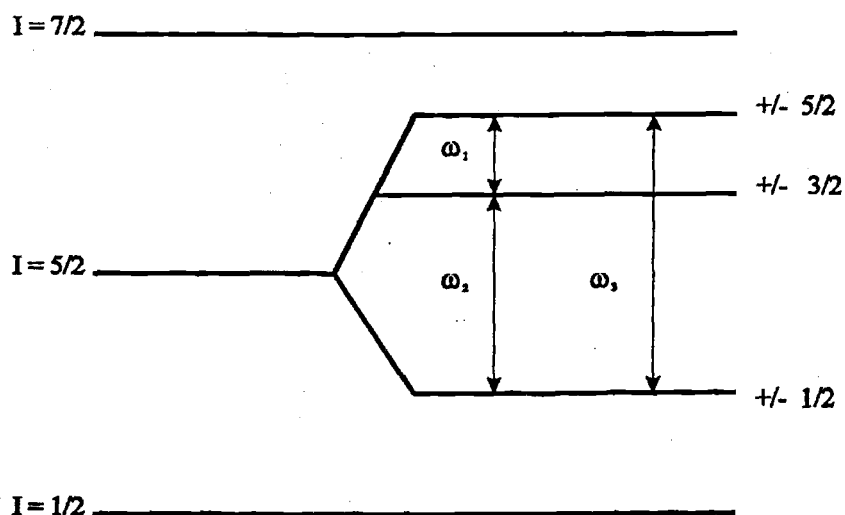 I = 7/2
+/- 5/2
ω₁
+/- 3/2
I = 5/2
ω₂
ω₃
+/- 1/2
I = 1/2